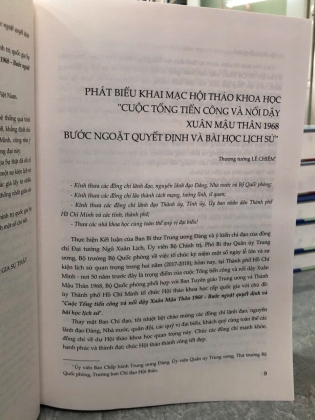 PHÁT BIỂU KHAI MẠC HỘI THẢO KHOA HỌC
"CUỘC TỔNG TIẾN CÔNG VÀ NỔI DẬY
XUÂN MẬU THÂN 1968
BƯỚC NGOẶT QUYẾT ĐỊNH VÀ BÀI HỌC LỊCH SỬ"
Thượng tướng LÊ CHIÊM*
- Kính thưa các đồng chí lãnh đạo, nguyên lãnh đạo Đảng, Nhà nước và Bộ Quốc phòng;
- Kính thưa các đồng chí lão thành cách mạng, tướng lĩnh, sĩ quan;
- Kính thưa các đồng chí lãnh đạo Thành ủy, Tỉnh ủy, Ủy ban nhân dân Thành phố
Hồ Chí Minh và các tỉnh, thành phố;
- Thưa các nhà khoa học cùng toàn thể quý vị đại biểu!
Thực hiện Kết luận của Ban Bí thư Trung ương Đảng và ý kiến chỉ đạo của đồng
chí Đại tướng Ngô Xuân Lịch, Ủy viên Bộ Chính trị, Phó Bí thư Quân ủy Trung
ương, Bộ trưởng Bộ Quốc phòng về việc tổ chức kỷ niệm một số ngày lễ lớn và sự
kiện lịch sử quan trọng trong hai năm (2017-2018); hôm nay, tại Thành phố Hồ Chí
Minh - nơi 50 năm trước đây là trọng điểm của cuộc Tổng tiến công và nổi dậy Xuân
Mậu Thân 1968, Bộ Quốc phòng phối hợp với Ban Tuyên giáo Trung ương và Thành
ủy Thành phố Hồ Chí Minh tổ chức Hội thảo khoa học cấp quốc gia với chủ đề:
"Cuộc Tổng tiến công và nổi dậy Xuân Mậu Thân 1968 - Bước ngoặt quyết định và
bài học lịch sử".
Thay mặt Ban Chỉ đạo, tôi nhiệt liệt chào mừng các đồng chí lãnh đạo, nguyên
lãnh đạo Đảng, Nhà nước, quân đội, các quý vị đại biểu, khách quý cùng toàn thể các
đồng chí về dự Hội thảo khoa học quan trọng này. Chúc các đồng chí mạnh khỏe,
hạnh phúc và thành đạt; chúc Hội thảo thành công tốt đẹp.
* Ủy viên Ban Chấp hành Trung ương Đảng, Ủy viên Quân ủy Trung ương, Thứ trưởng Bộ
Quốc phòng, Trưởng ban Chỉ đạo Hội thảo.
9